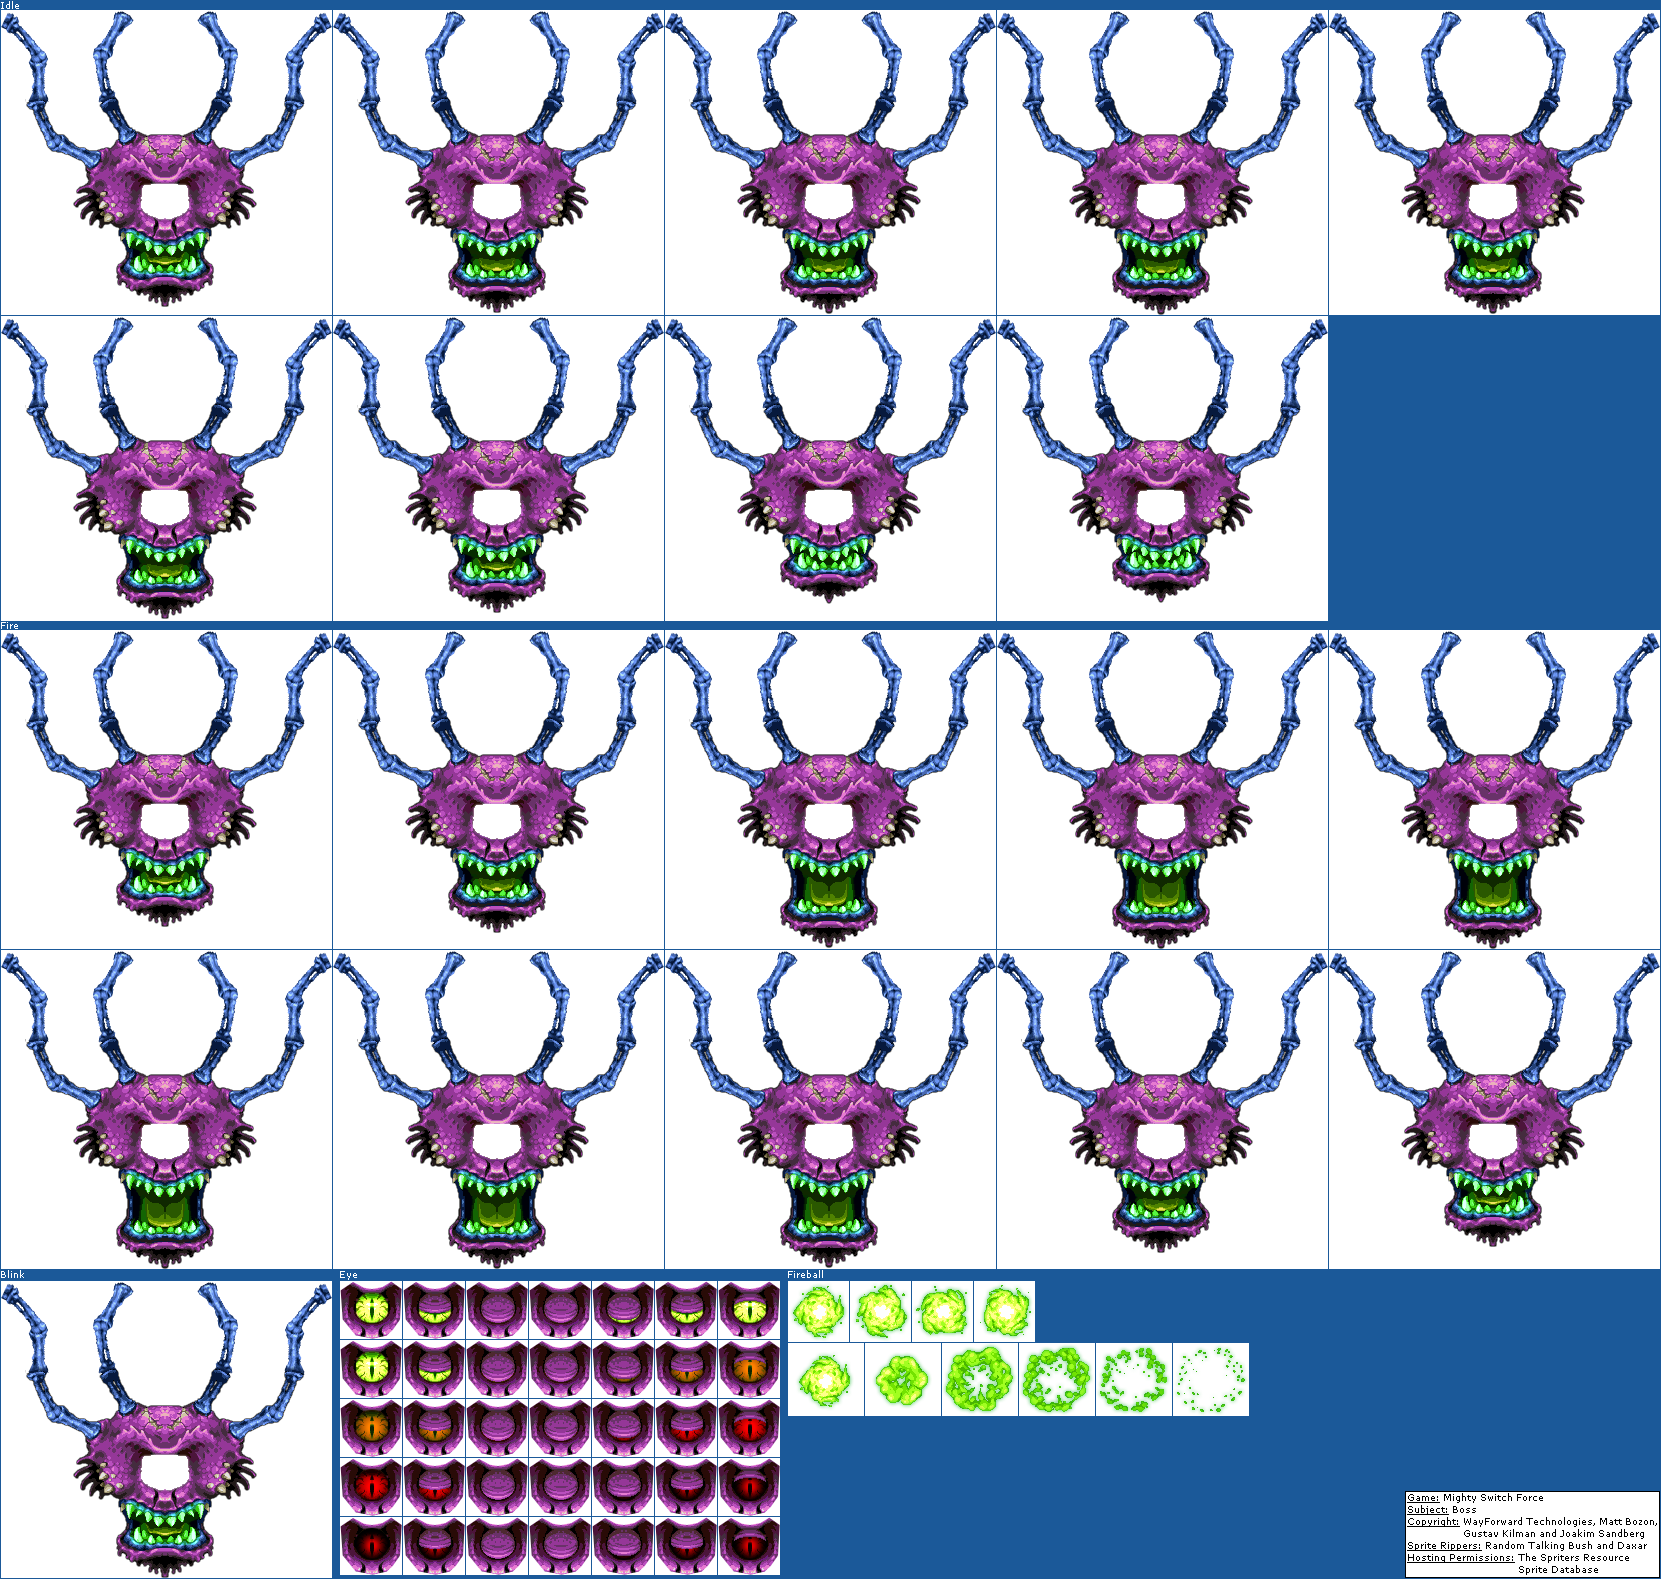 Idle
Fire
Blink
Eye
Fireball
Game: Mighty Switch Force
Subject: Boss
Copyright: WayForward Technologies, Matt Bozon,
Gustav Kilman and Joakim Sandberg
Sprite Rippers: Random Talking Bush and Daxar
Hosting Permissions: The Spriters Resource
Sprite Database